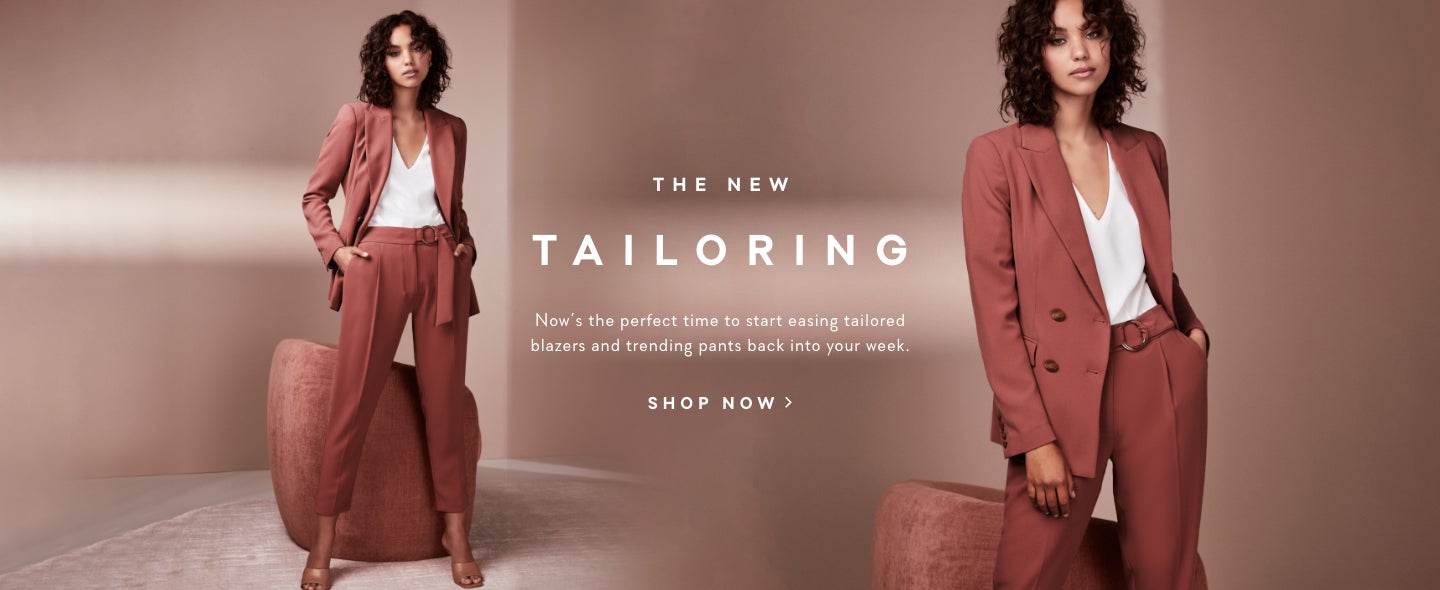 THE NEW
TAILORING
Now's the perfect time to start easing tailored
blazers and trending pants back into your week.
SHOP NOW >